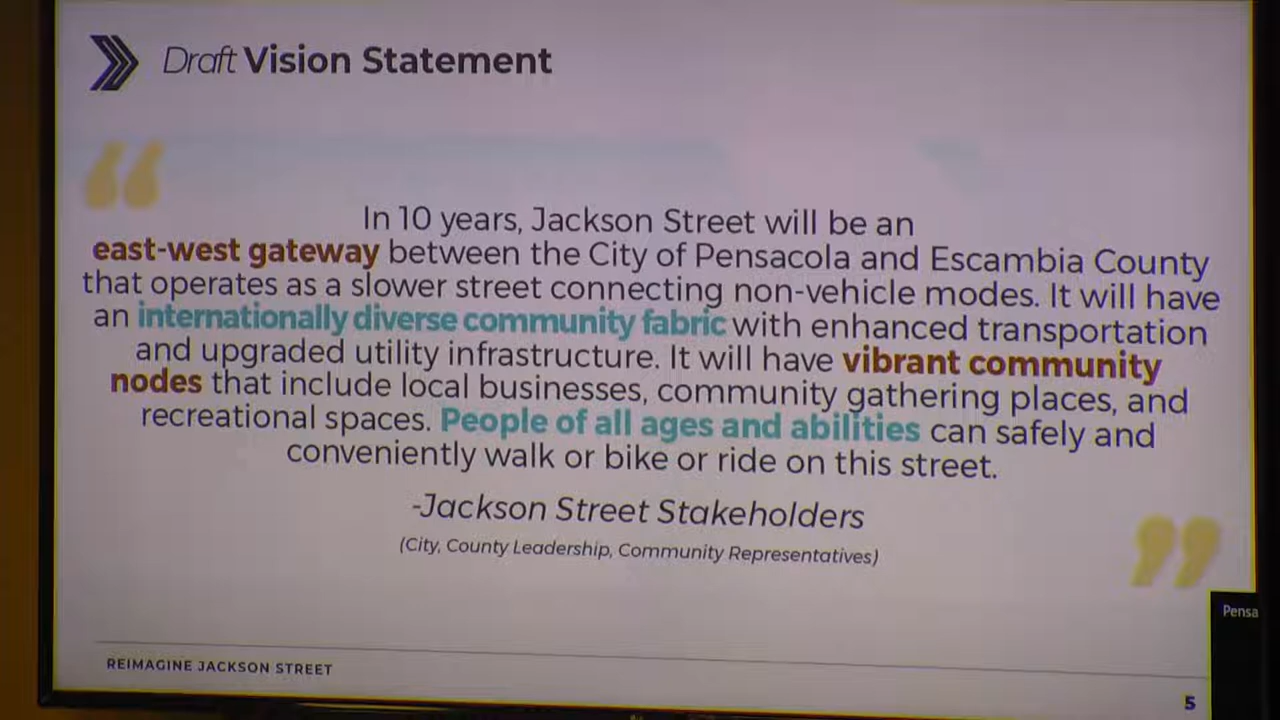 Draft Vision Statement
“
In 10 years, Jackson Street will be an
east-west gateway between the City of Pensacola and Escambia County
that operates as a slower street connecting non-vehicle modes. It will have
an internationally diverse community fabric with enhanced transportation
and upgraded utility infrastructure. It will have vibrant community
nodes that include local businesses, community gathering places, and
recreational spaces. People of all ages and abilities can safely and
conveniently walk or bike or ride on this street.
-Jackson Street Stakeholders
(City, County Leadership, Community Representatives)
”
Pensa
REIMAGINE JACKSON STREET
5